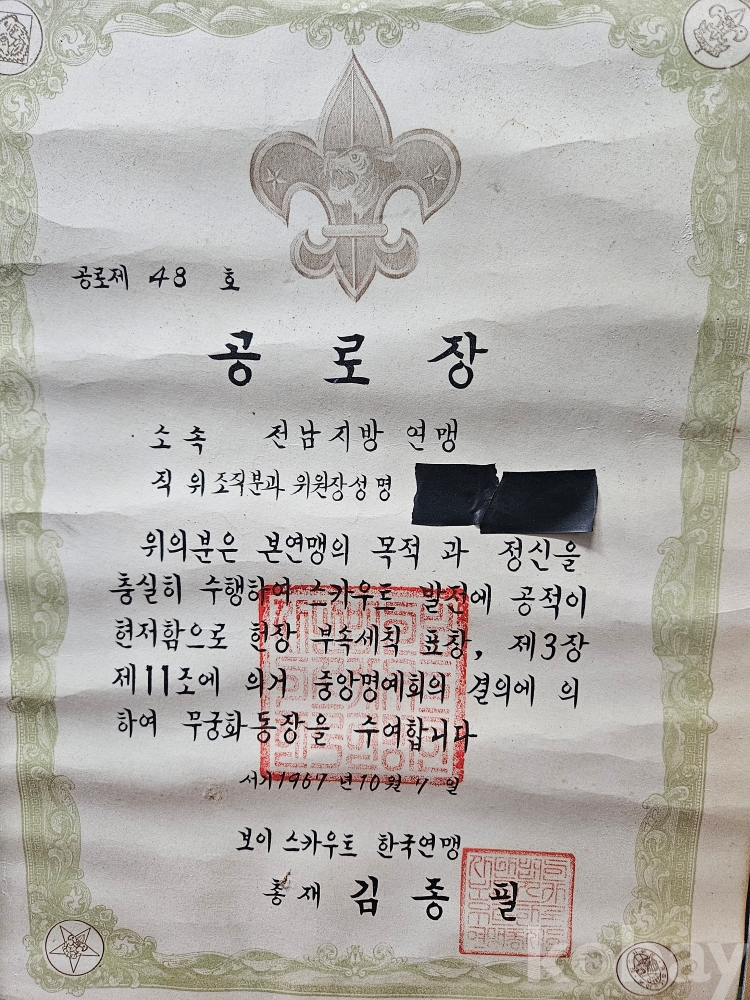 공로제 48 호
공로장
소속 전남지방 연맹
직위 조직분과 위원장 성명
위의분은 본연맹의 목적 과 정신을
충실히 수행하여 스카우트 발전에 공적이
현저함으로 헌장 부속세칙 표창, 제3장
제11조에 의거 중앙명예회의 결의에 의
하여 무궁화동장을 수여합니다
서기1967년10월 1일
보이 스카우트 한국연맹
총재 김종필
kobay